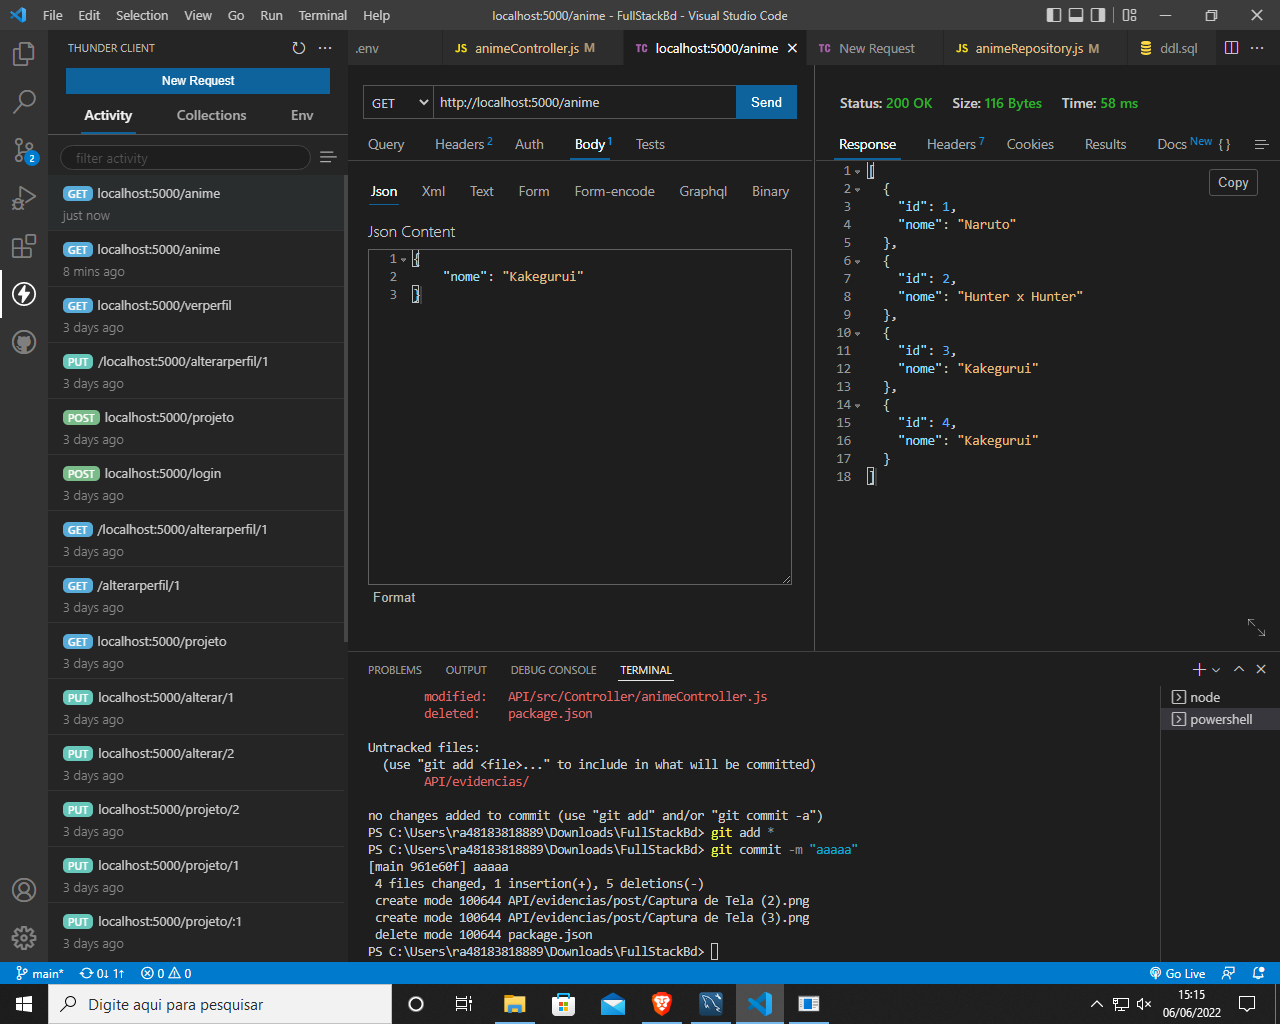 File Edit Selection View Go Run Terminal Help
localhost:5000/anime - FullStackBd - Visual Studio Code
THUNDER CLIENT
New Request
Activity Collections Env
filter activity
GET localhost:5000/anime
just now
GET localhost:5000/anime
8 mins ago
GET localhost:5000/verperfil
3 days ago
PUT /localhost:5000/alterarperfil/1
3 days ago
POST localhost:5000/projeto
3 days ago
POST localhost:5000/login
3 days ago
GET /localhost:5000/alterarperfil/1
3 days ago
GET /alterarperfil/1
3 days ago
GET localhost:5000/projeto
3 days ago
PUT localhost:5000/alterar/1
3 days ago
PUT localhost:5000/alterar/2
3 days ago
PUT localhost:5000/projeto/2
3 days ago
PUT localhost:5000/projeto/1
3 days ago
PUT localhost:5000/projeto/:1
3 days ago
2
.env JS animeController.js M TC localhost:5000/anime TC New Request JS animeRepository.js M ddl.sql
GET http://localhost:5000/anime Send
Query Headers 2 Auth Body 1 Tests
Json Xml Text Form Form-encode Graphql Binary
Json Content
1 {
2 "nome": "Kakegurui"
3 }
Format
Status: 200 OK Size: 116 Bytes Time: 58 ms
Response Headers 7 Cookies Results Docs New { }
Copy
1 [
2 {
3 "id": 1,
4 "nome": "Naruto"
5 },
6 {
7 "id": 2,
8 "nome": "Hunter x Hunter"
9 },
10 {
11 "id": 3,
12 "nome": "Kakegurui"
13 },
14 {
15 "id": 4,
16 "nome": "Kakegurui"
17 }
18 ]
PROBLEMS OUTPUT DEBUG CONSOLE TERMINAL
node
powershell
modified: API/src/Controller/animeController.js
deleted: package.json
Untracked files:
(use "git add <file>..." to include in what will be committed)
API/evidencias/
no changes added to commit (use "git add" and/or "git commit -a")
PS C:\Users\ra48183818889\Downloads\FullStackBd> git add *
PS C:\Users\ra48183818889\Downloads\FullStackBd> git commit -m "aaaaa"
[main 961e60f] aaaaa
4 files changed, 1 insertion(+), 5 deletions(-)
create mode 100644 API/evidencias/post/Captura de Tela (2).png
create mode 100644 API/evidencias/post/Captura de Tela (3).png
delete mode 100644 package.json
PS C:\Users\ra48183818889\Downloads\FullStackBd>
main* 0↓ 1↑ 0 0 Go Live
Digite aqui para pesquisar
15:15
06/06/2022